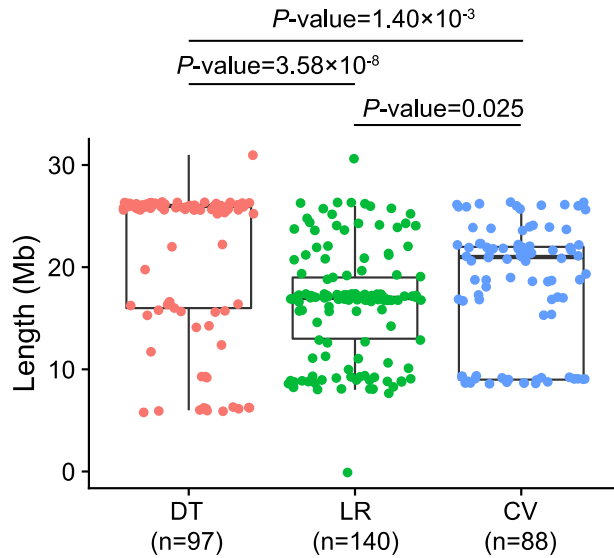 P-value=1.40×10⁻³
P-value=3.58×10⁻⁸
P-value=0.025
Length (Mb)
30
20
10
0
DT LR CV
(n=97) (n=140) (n=88)